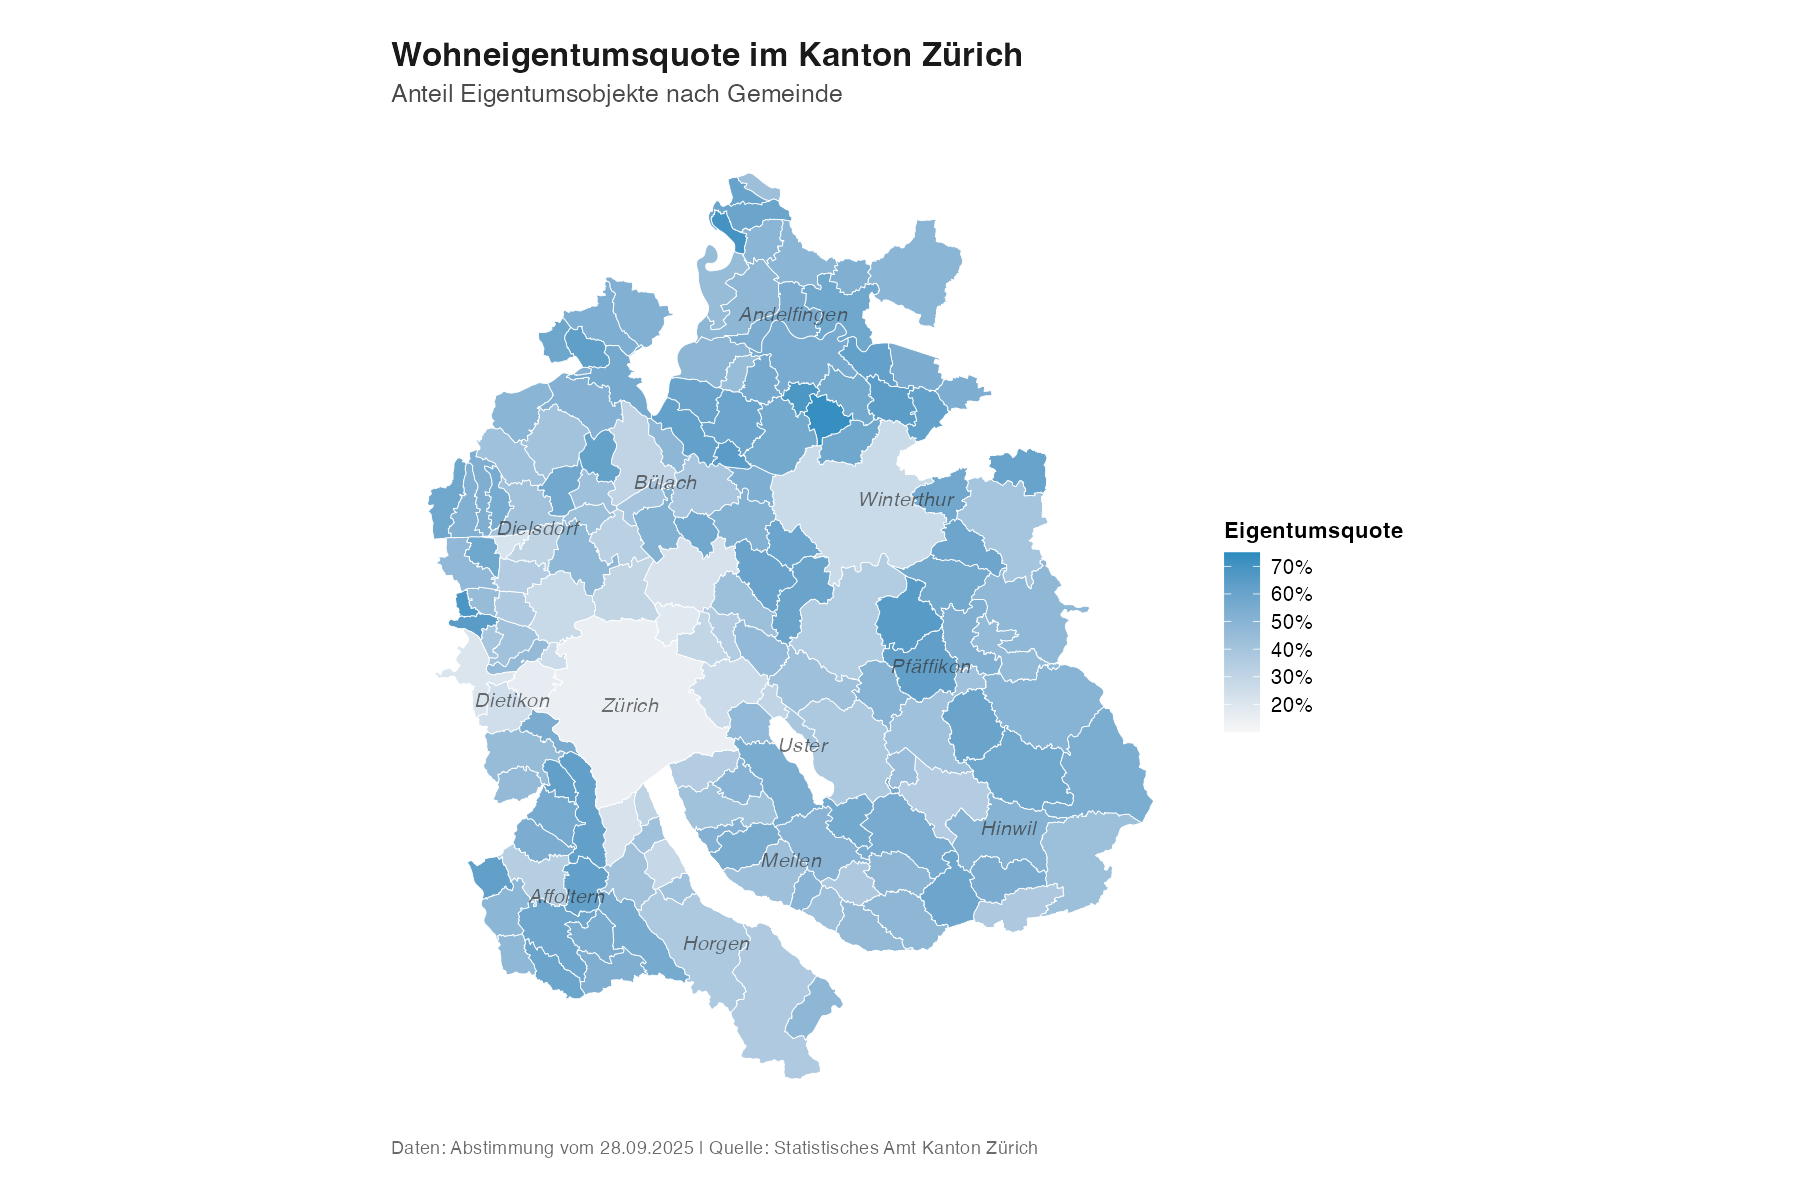 Wohneigentumsquote im Kanton Zürich
Anteil Eigentumsobjekte nach Gemeinde
Andelfingen
Bülach
Winterthur
Dielsdorf
Pfäffikon
Dietikon
Zürich
Uster
Hinwil
Meilen
Affoltern
Horgen
Eigentumsquote
70%
60%
50%
40%
30%
20%
Daten: Abstimmung vom 28.09.2025 | Quelle: Statistisches Amt Kanton Zürich